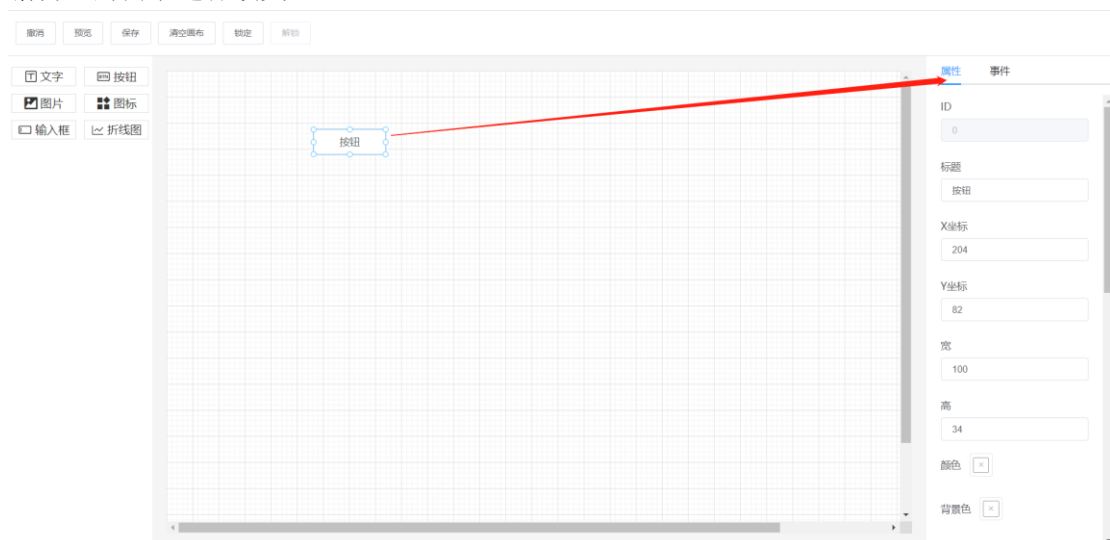 撤消 预览 保存 清空画布 锁定 解锁
T 文字 BTN 按钮
图片 图标
输入框 折线图
按钮
属性 事件
ID
0
标题
按钮
X坐标
204
Y坐标
82
宽
100
高
34
颜色
背景色